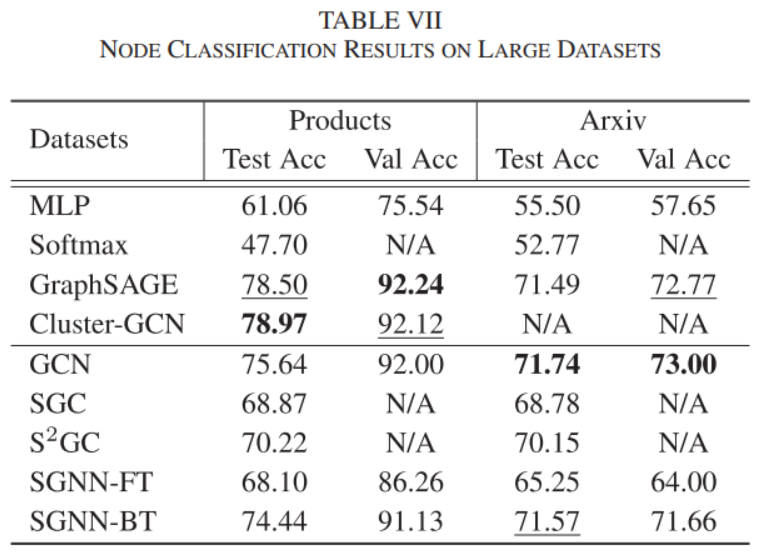 TABLE VII
NODE CLASSIFICATION RESULTS ON LARGE DATASETS
Datasets Products Arxiv
Test Acc Val Acc Test Acc Val Acc
MLP 61.06 75.54 55.50 57.65
Softmax 47.70 N/A 52.77 N/A
GraphSAGE 78.50 92.24 71.49 72.77
Cluster-GCN 78.97 92.12 N/A N/A
GCN 75.64 92.00 71.74 73.00
SGC 68.87 N/A 68.78 N/A
S²GC 70.22 N/A 70.15 N/A
SGNN-FT 68.10 86.26 65.25 64.00
SGNN-BT 74.44 91.13 71.57 71.66